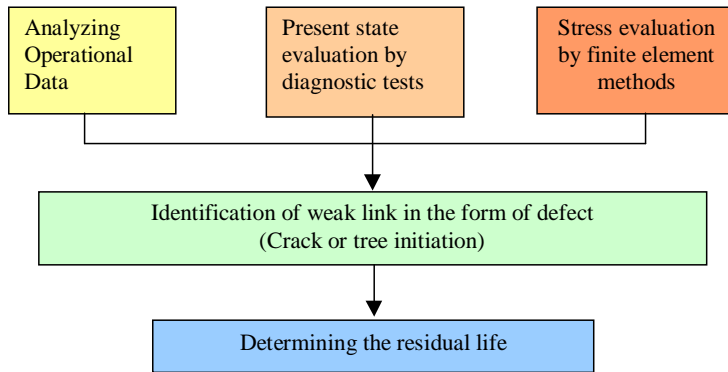 Analyzing
Operational
Data
Present state
evaluation by
diagnostic tests
Stress evaluation
by finite element
methods
Identification of weak link in the form of defect
(Crack or tree initiation)
Determining the residual life